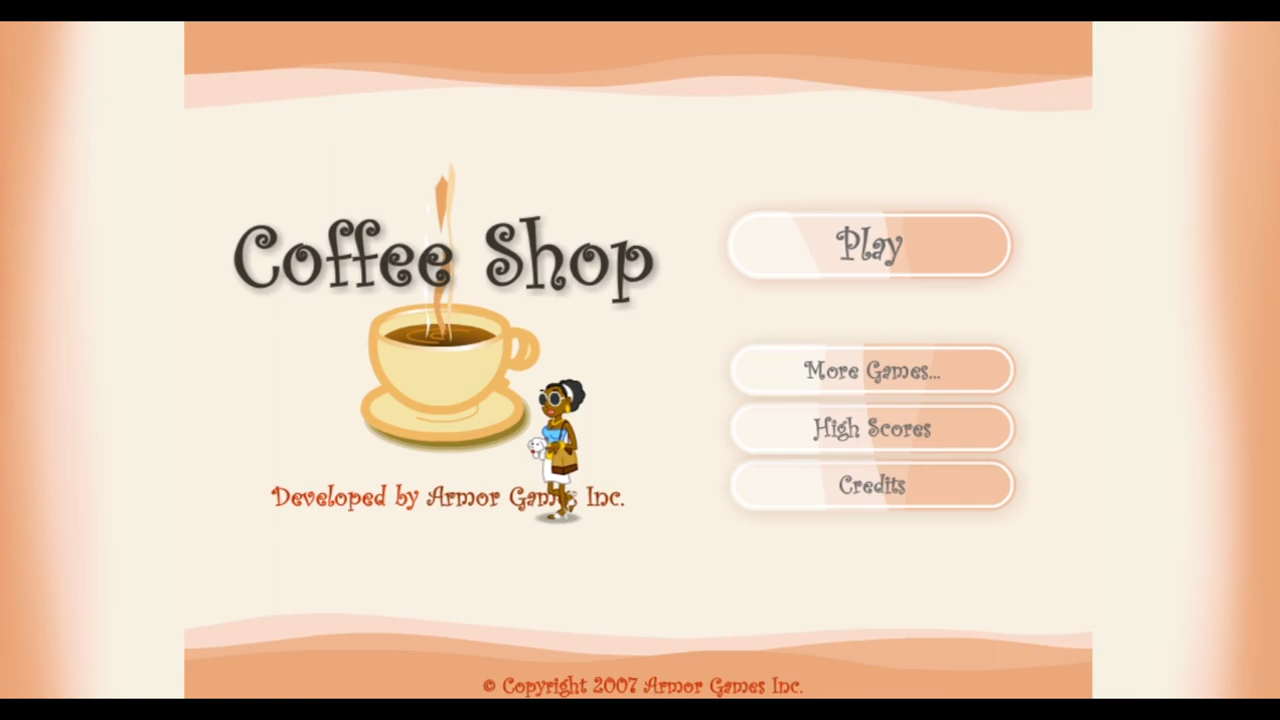 Coffee Shop
Developed by Armor Games Inc.
Play
More Games...
High Scores
Credits
© Copyright 2007 Armor Games Inc.